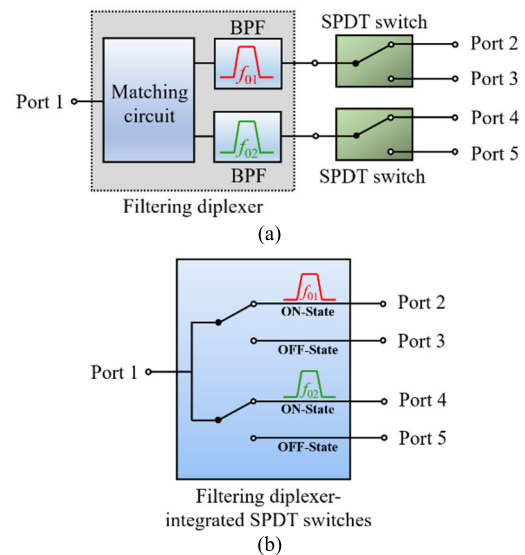 BPF
SPDT switch
f01
Port 2
Port 3
Port 1
Matching
circuit
f02
Port 4
Port 5
BPF
SPDT switch
Filtering diplexer
(a)
f01
ON-State
Port 2
OFF-State
Port 3
Port 1
f02
ON-State
Port 4
OFF-State
Port 5
Filtering diplexer-
integrated SPDT switches
(b)